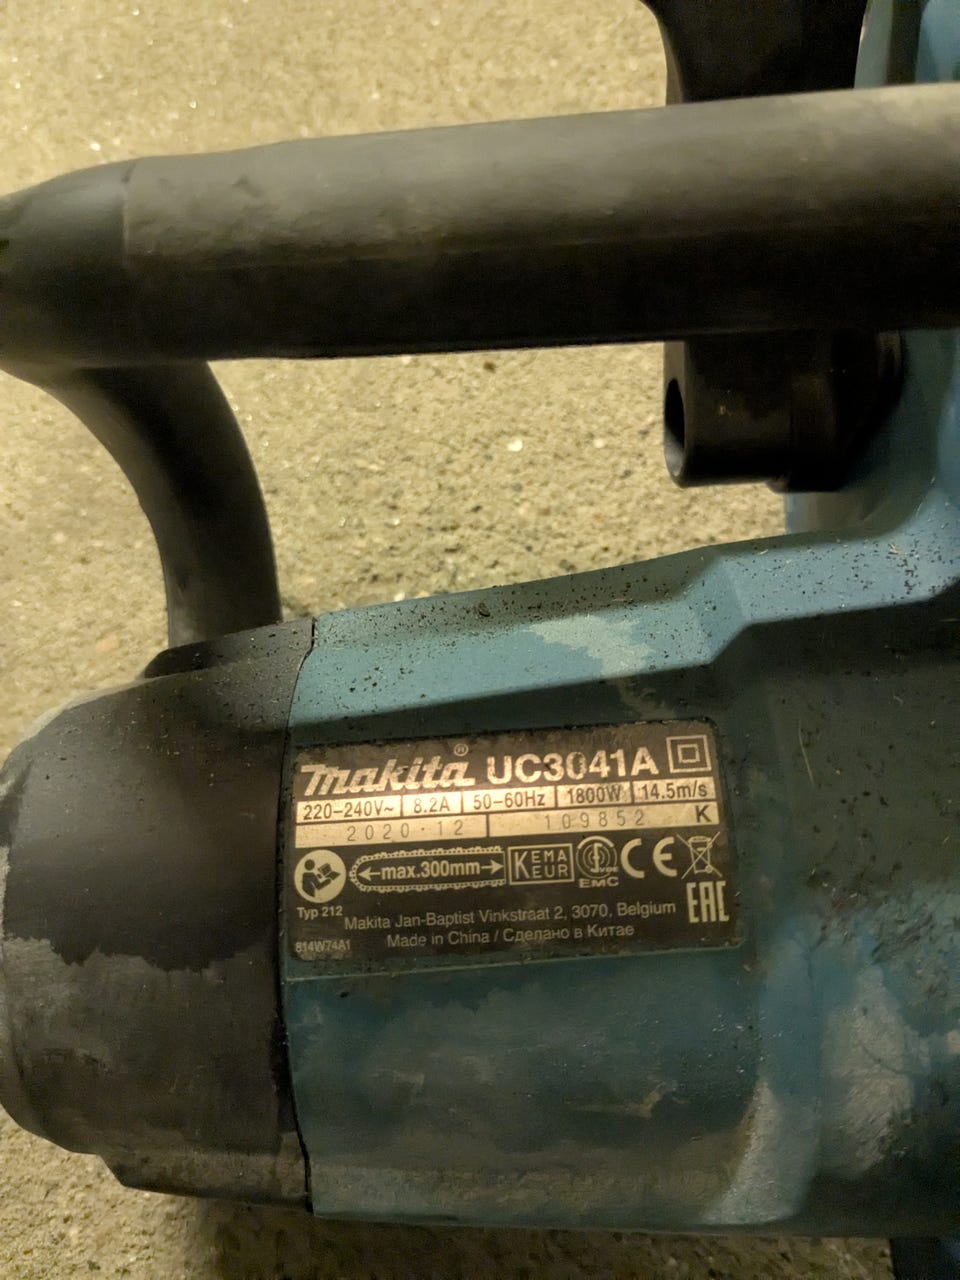 makita® UC3041A
220-240V~ 8.2A 50-60Hz 1800W 14.5m/s
2020·12 109852 K
max.300mm KEMA KEUR VDE EMC CE
Typ 212
Makita Jan-Baptist Vinkstraat 2, 3070, Belgium EAC
814W74A1 Made in China / Сделано в Китае